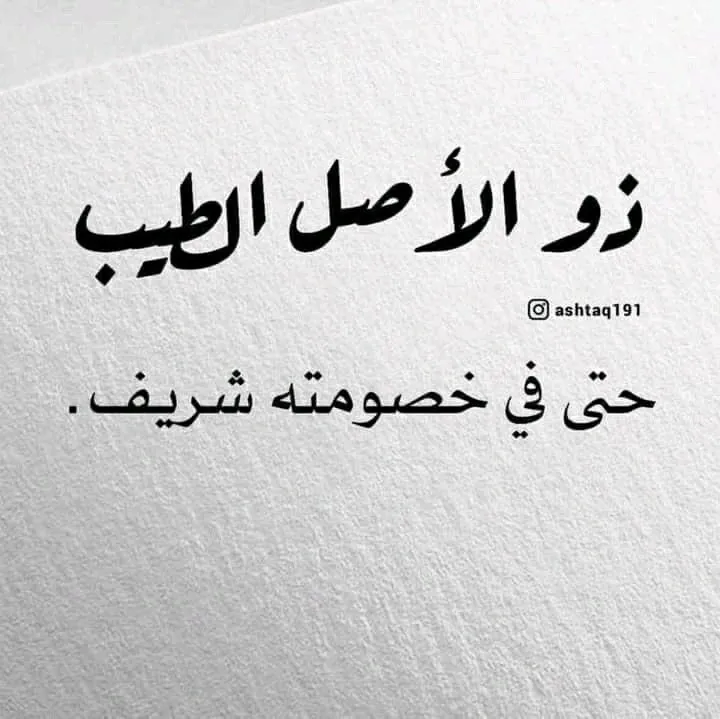 ذو الأصل الطيب
ashtaq191
حتى في خصومته شريف.